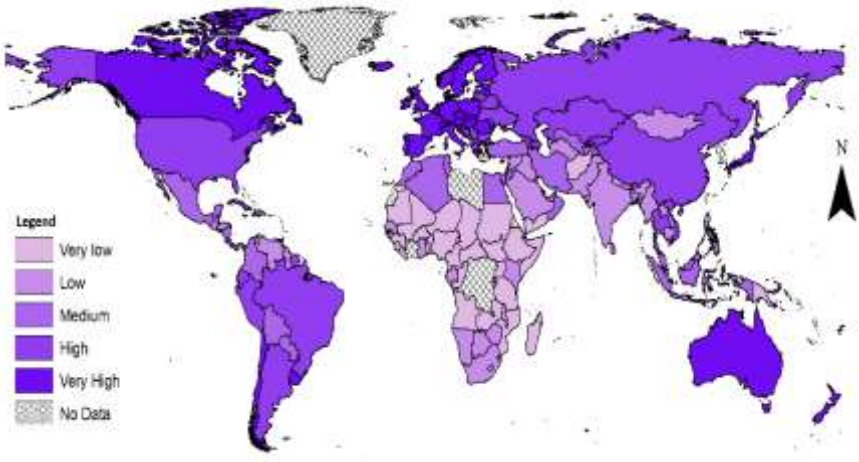 N
Legend
Very low
Low
Medium
High
Very High
No Data